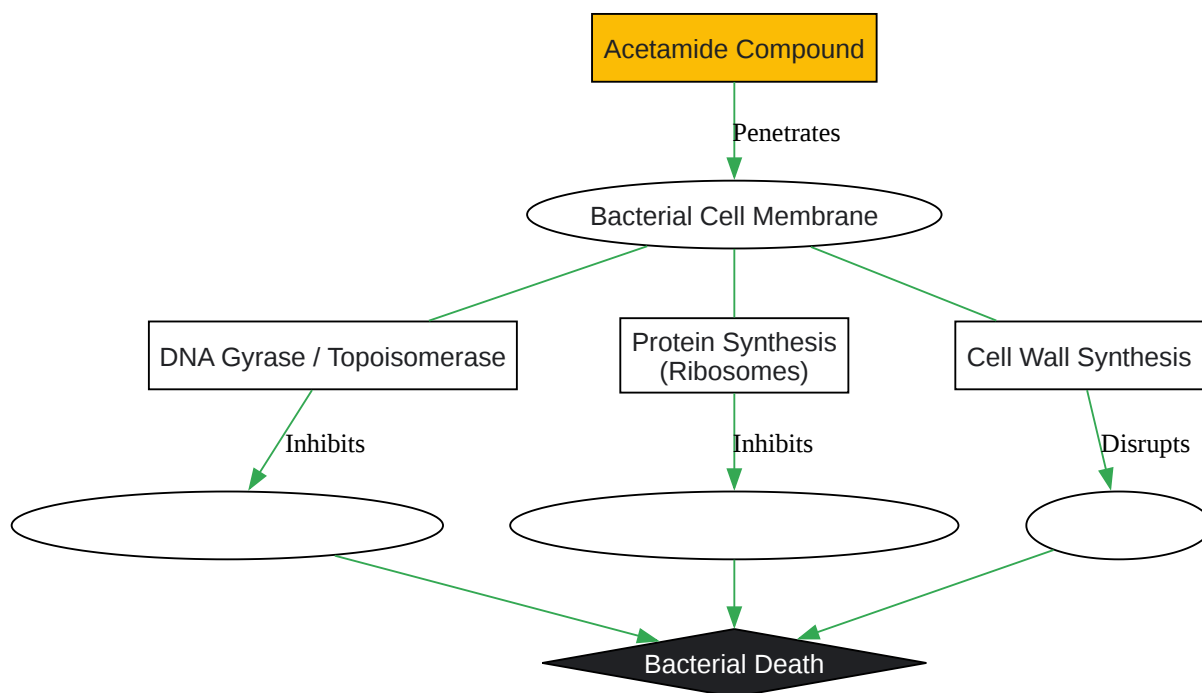 Acetamide Compound
Penetrates
Bacterial Cell Membrane
DNA Gyrase / Topoisomerase
Protein Synthesis
(Ribosomes)
Cell Wall Synthesis
Inhibits
Inhibits
Disrupts
Bacterial Death